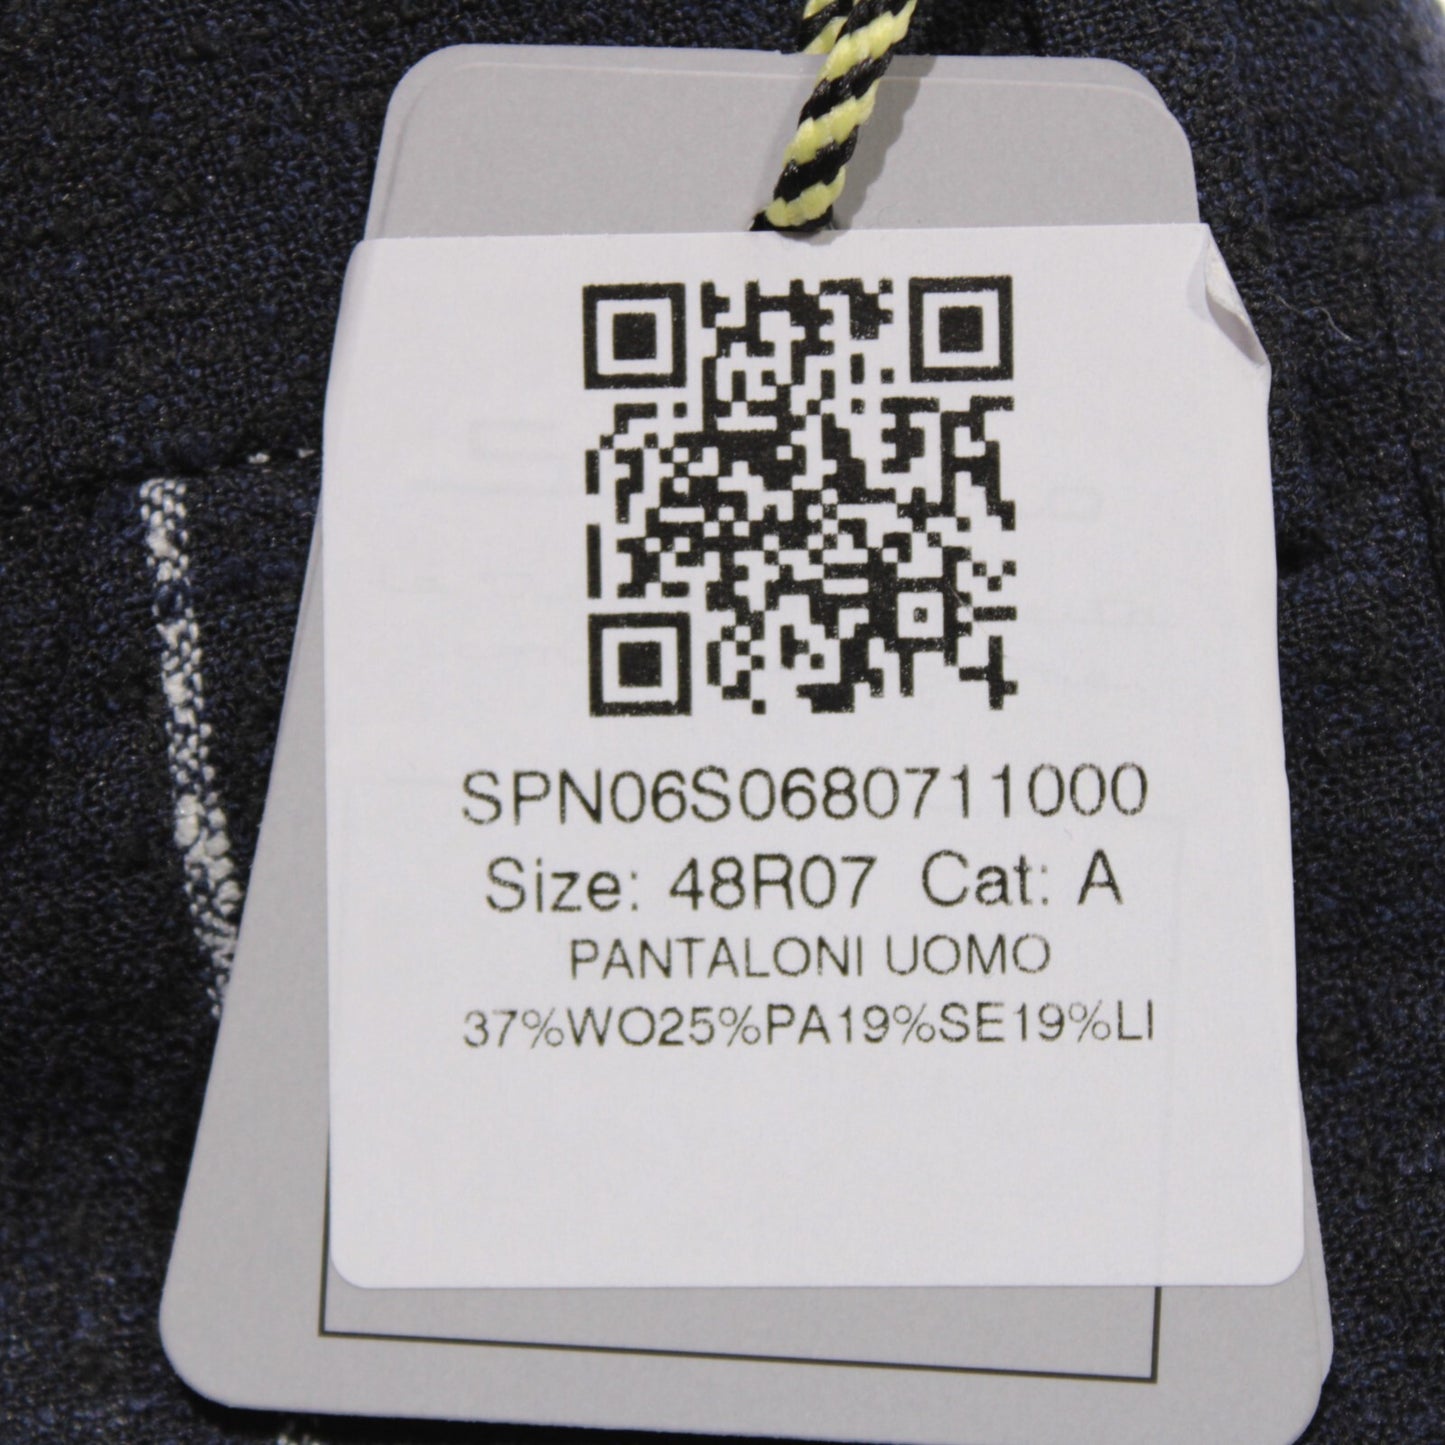 SPN06S0680711000
Size: 48R07 Cat: A
PANTALONI UOMO
37%WO25%PA19%SE19%LI